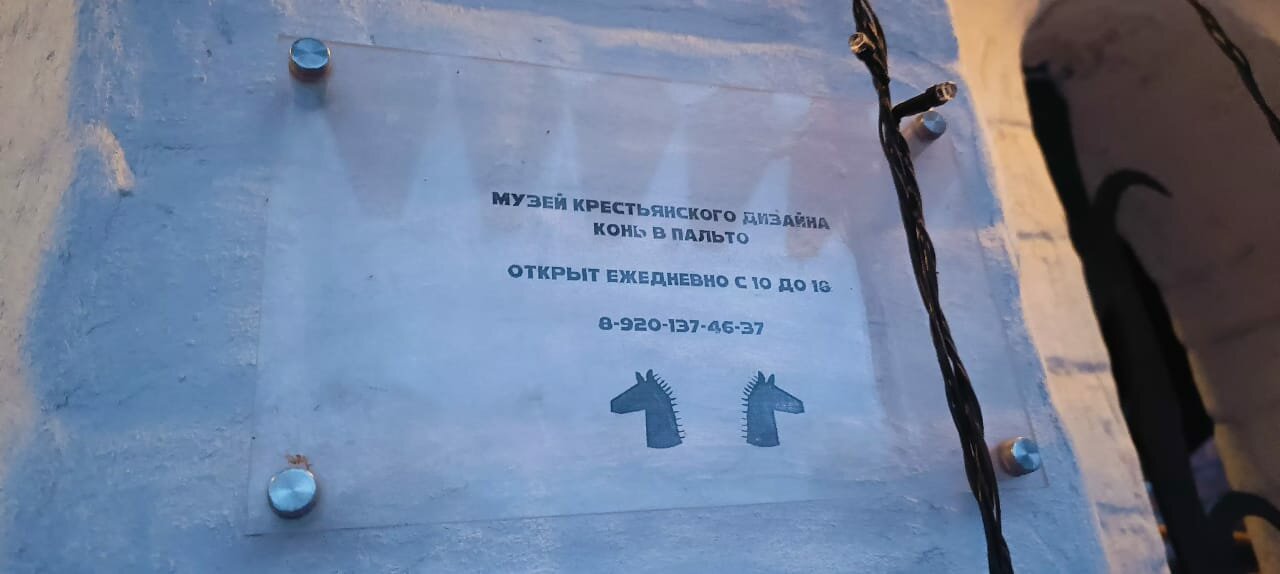 МУЗЕЙ КРЕСТЬЯНСКОГО ДИЗАЙНА
КОНЬ В ПАЛЬТО
ОТКРЫТ ЕЖЕДНЕВНО С 10 ДО 18
8-920-137-46-37